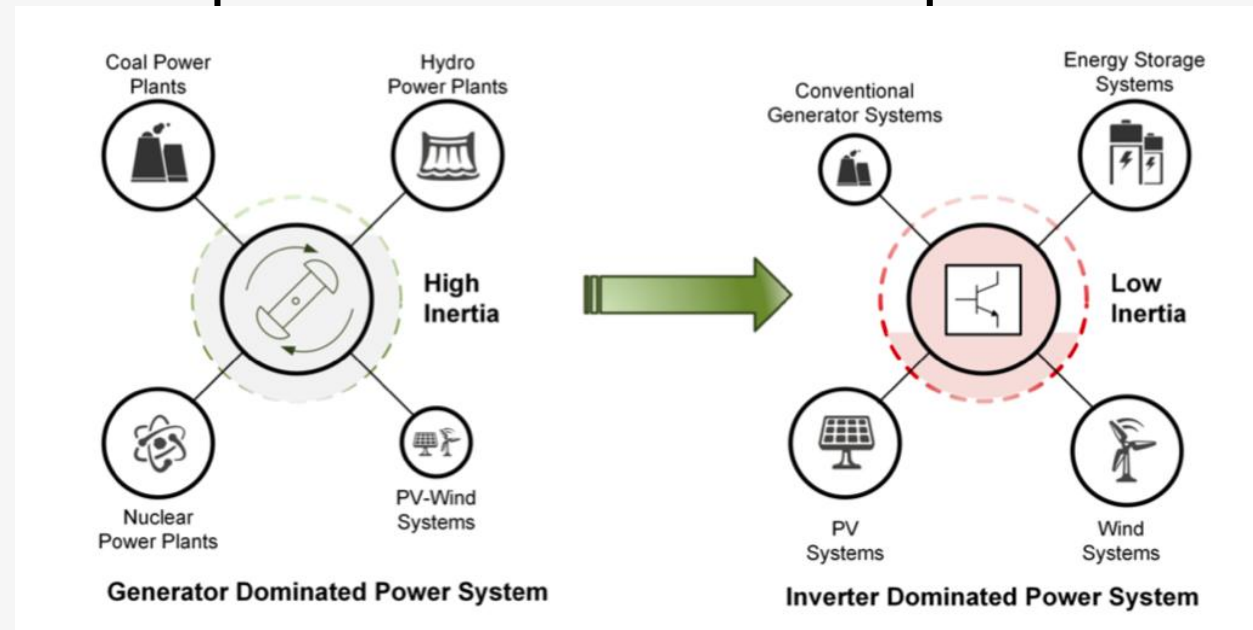 Coal Power
Plants
Hydro
Power Plants
High
Inertia
Nuclear
Power Plants
PV-Wind
Systems
Generator Dominated Power System
Conventional
Generator Systems
Energy Storage
Systems
Low
Inertia
PV
Systems
Wind
Systems
Inverter Dominated Power System